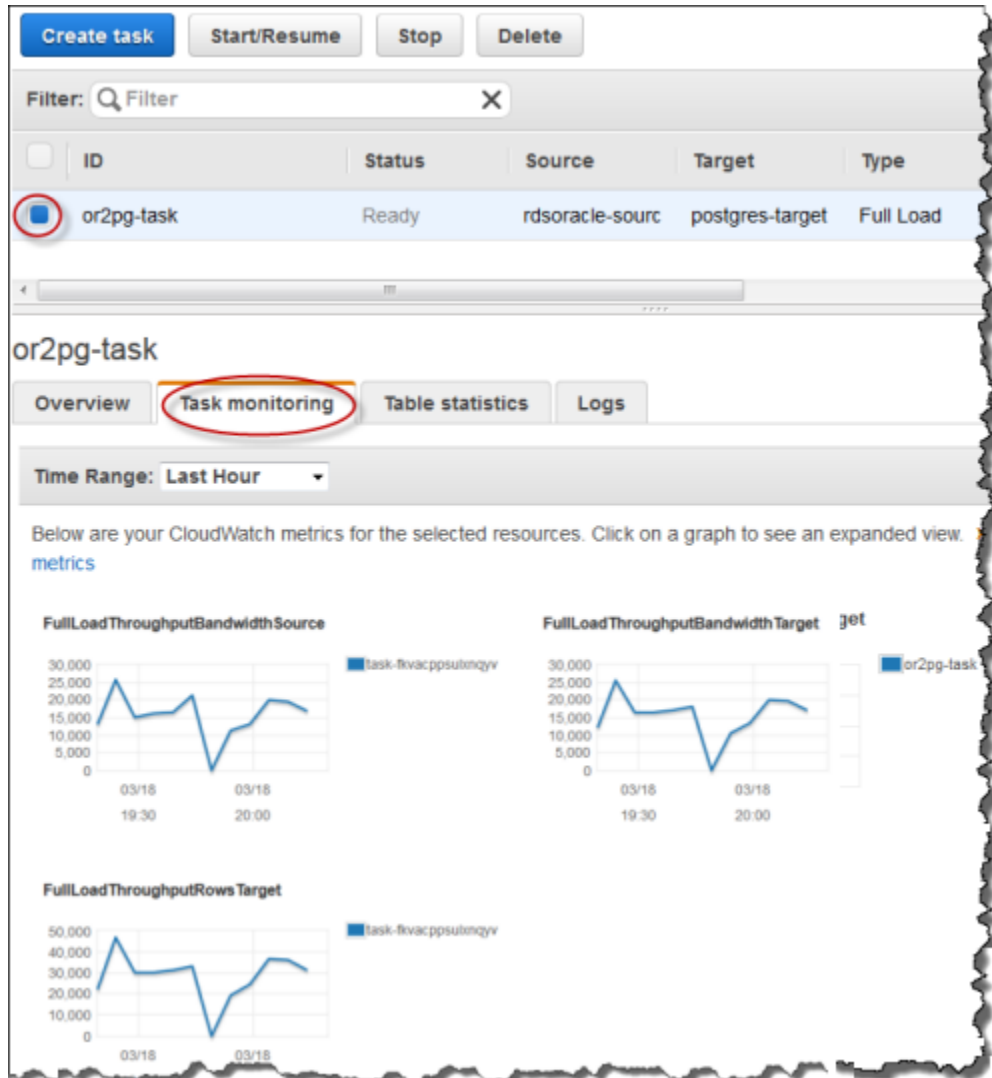 Create task Start/Resume Stop Delete
Filter: Filter
ID Status Source Target Type
or2pg-task Ready rdsoracle-sourc postgres-target Full Load
or2pg-task
Overview Task monitoring Table statistics Logs
Time Range: Last Hour
Below are your CloudWatch metrics for the selected resources. Click on a graph to see an expanded view.
metrics
FullLoadThroughputBandwidthSource FullLoadThroughputBandwidthTarget get
30,000 30,000 or2pg-task
25,000 25,000
20,000 20,000
15,000 15,000
10,000 10,000
5,000 5,000
0 0
03/18 03/18 03/18 03/18
19:30 20:00 19:30 20:00
FullLoadThroughputRowsTarget
50,000
40,000
30,000
20,000
10,000
0
03/18 03/18